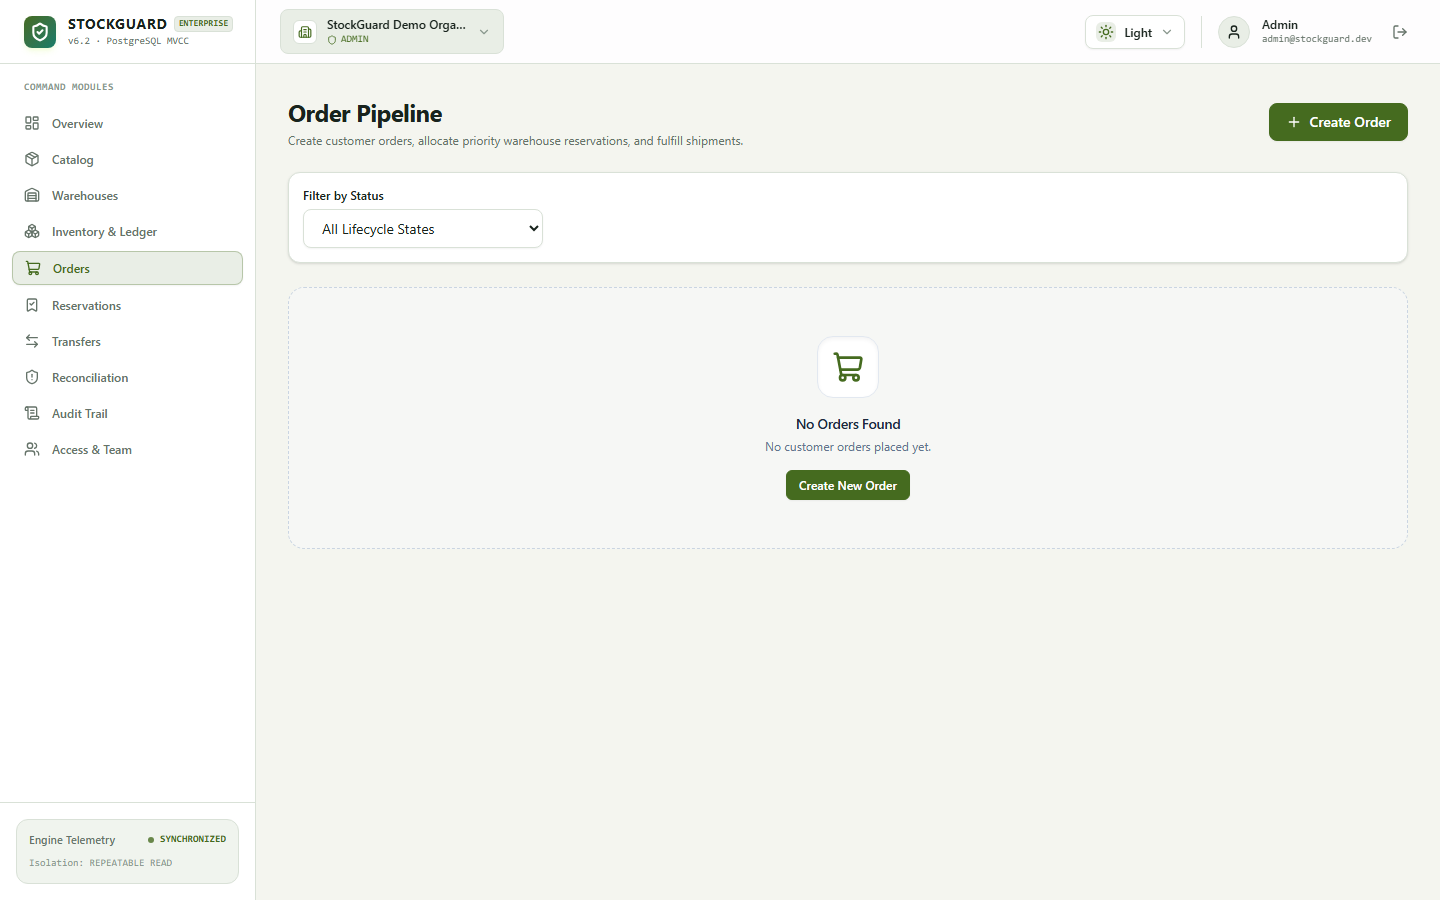 STOCKGUARD ENTERPRISE
v6.2 · PostgreSQL MVCC
StockGuard Demo Orga...
ADMIN
Light
Admin
admin@stockguard.dev
COMMAND MODULES
Overview
Catalog
Warehouses
Inventory & Ledger
Orders
Reservations
Transfers
Reconciliation
Audit Trail
Access & Team
Engine Telemetry
SYNCHRONIZED
Isolation: REPEATABLE READ
Order Pipeline
Create customer orders, allocate priority warehouse reservations, and fulfill shipments.
Create Order
Filter by Status
All Lifecycle States
No Orders Found
No customer orders placed yet.
Create New Order